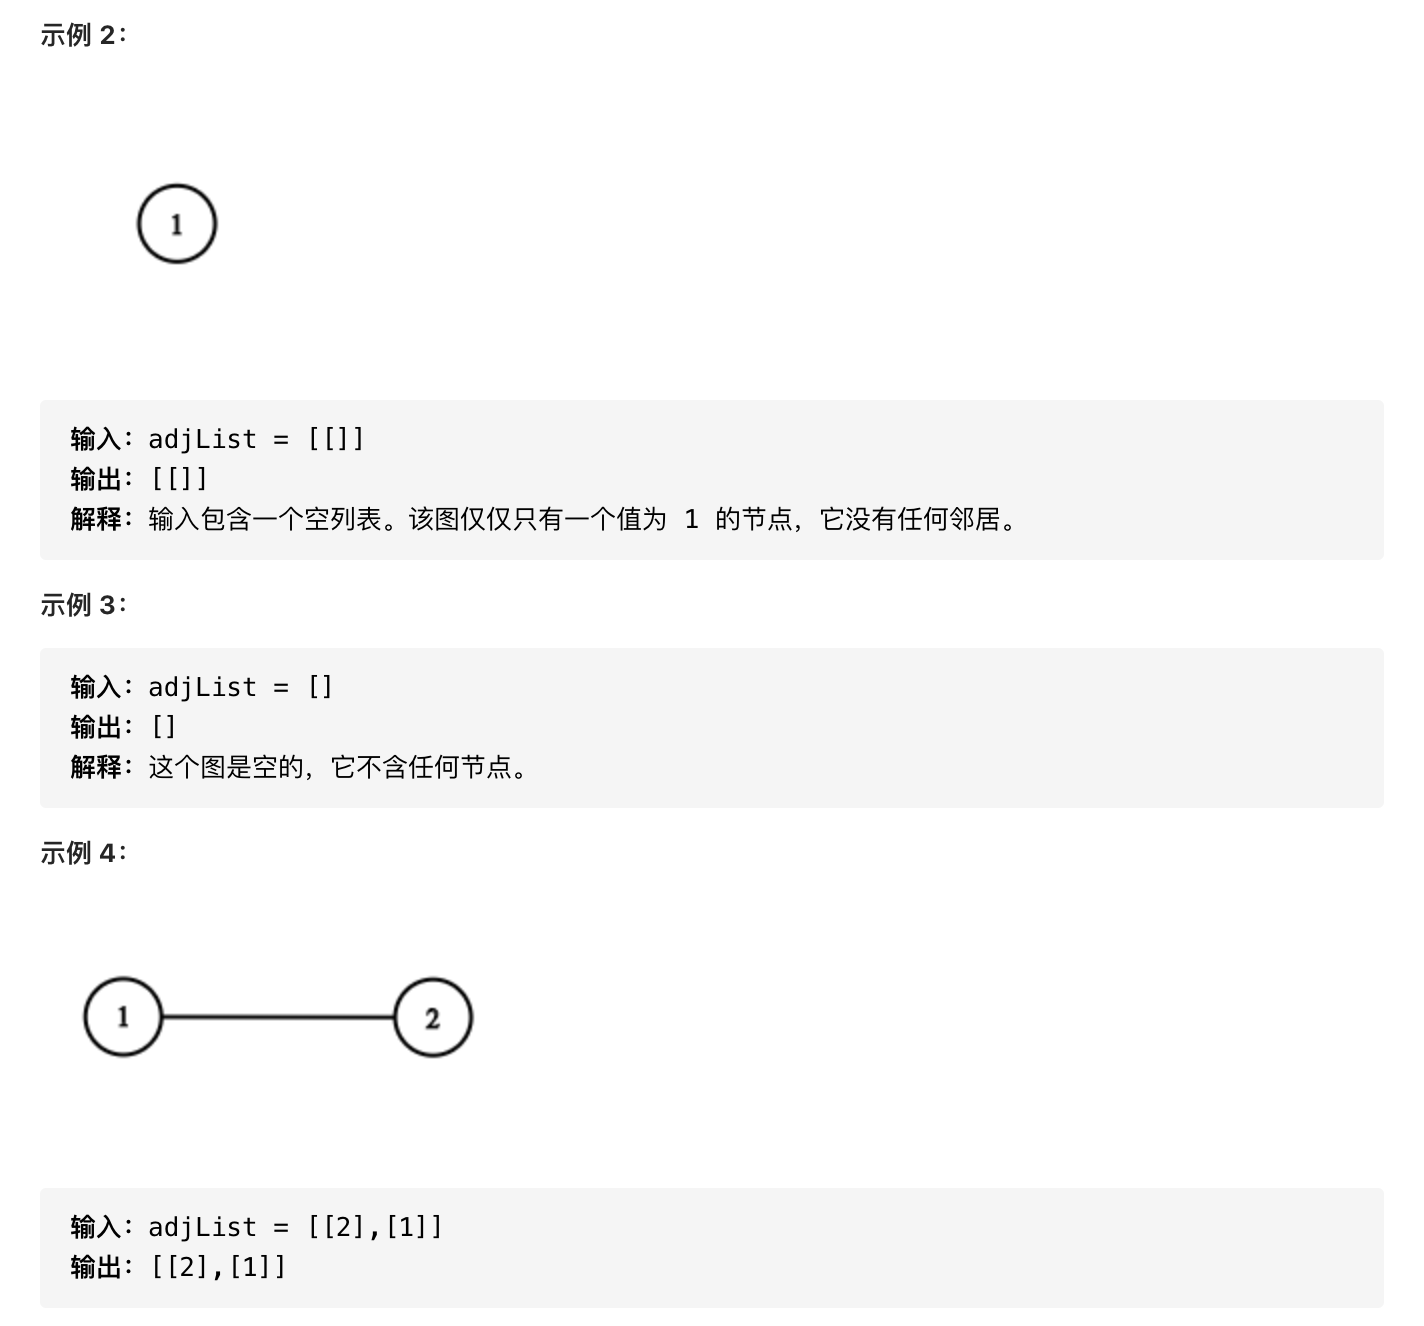 示例 2：
1
输入：adjList = [[]]
输出：[[]]
解释：输入包含一个空列表。该图仅仅只有一个值为 1 的节点，它没有任何邻居。
示例 3：
输入：adjList = []
输出：[]
解释：这个图是空的，它不含任何节点。
示例 4：
1 2
输入：adjList = [[2],[1]]
输出：[[2],[1]]